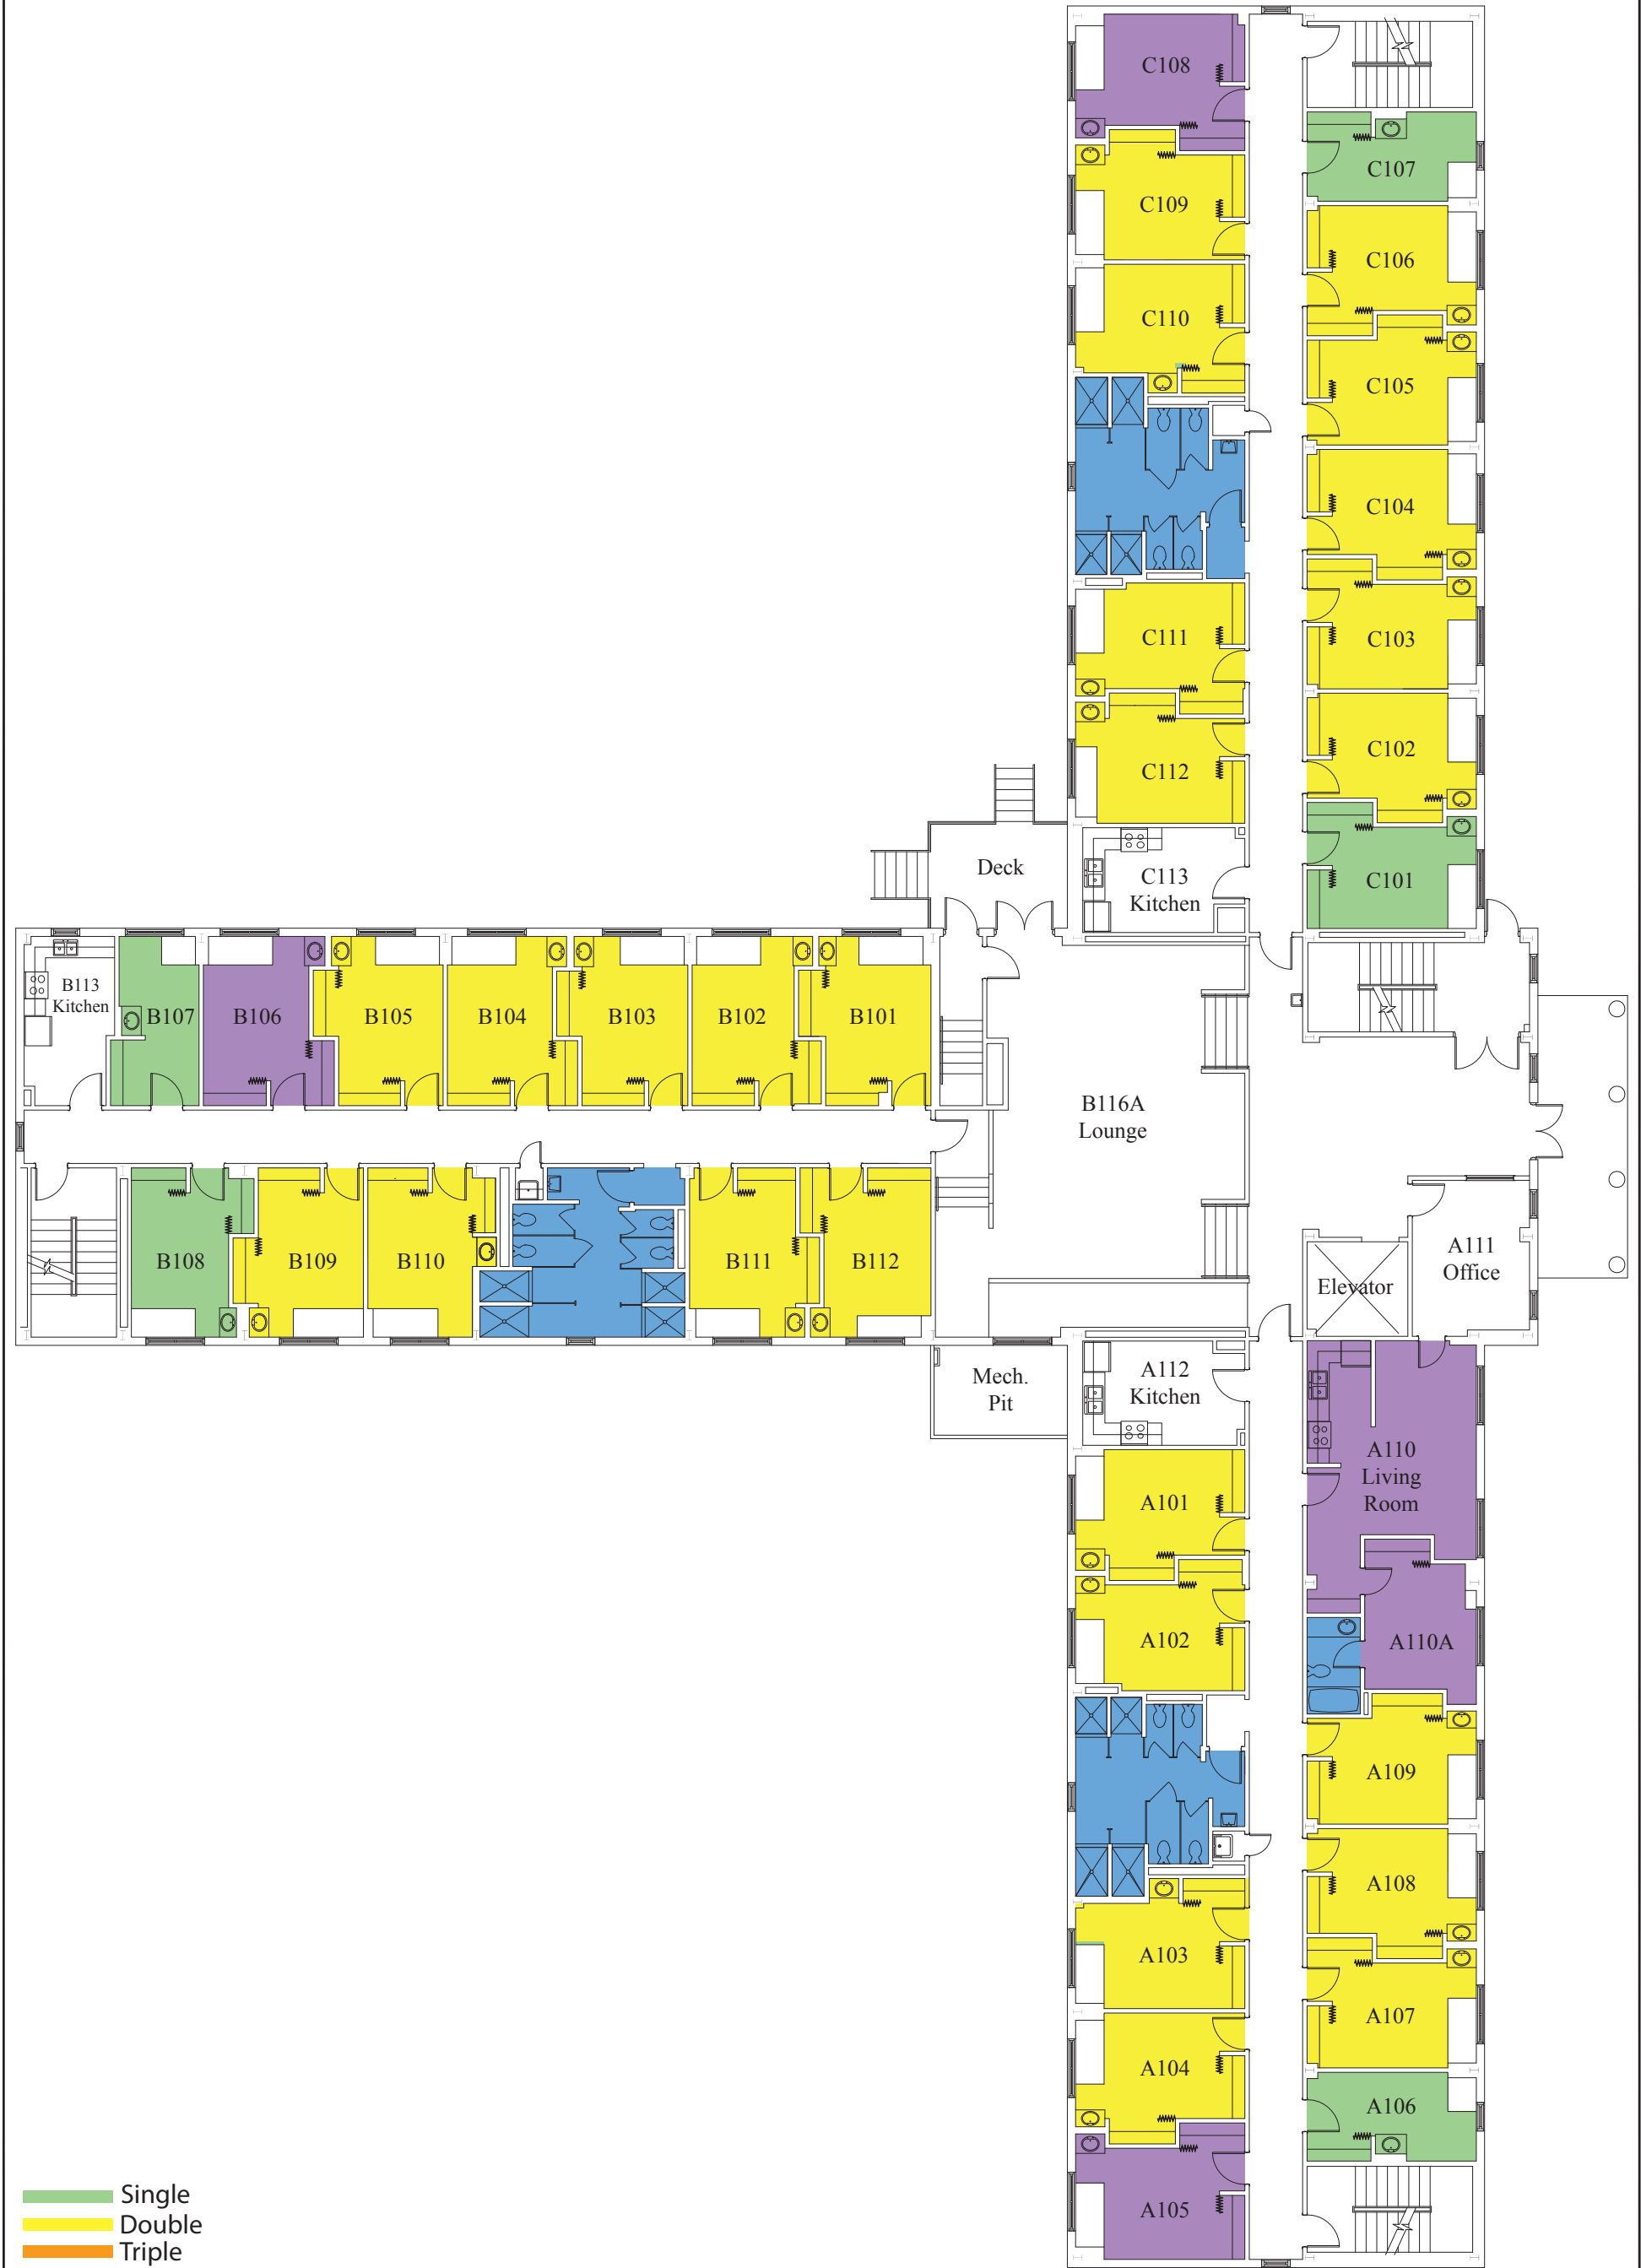 C108
C107
C109
C106
C110
C105
C104
C111
C103
C112
C102
Deck
C113
Kitchen
C101
B113
Kitchen
B107
B106
B105
B104
B103
B102
B101
B116A
Lounge
B108
B109
B110
B111
B112
A111
Office
Elevator
Mech.
Pit
A112
Kitchen
A110
Living
Room
A101
A102
A110A
A109
A108
A103
A107
A104
A106
A105
Single
Double
Triple